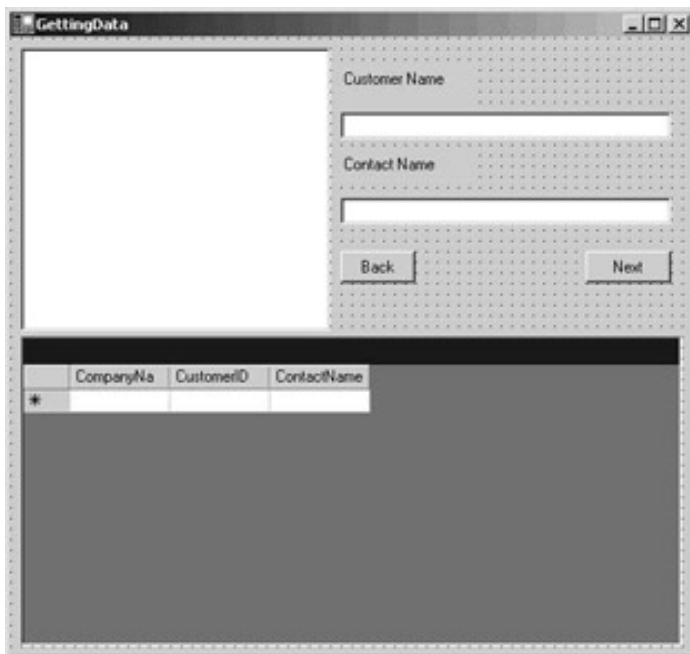 GettingData
Customer Name
Contact Name
Back Next
CompanyNa CustomerID ContactName
*